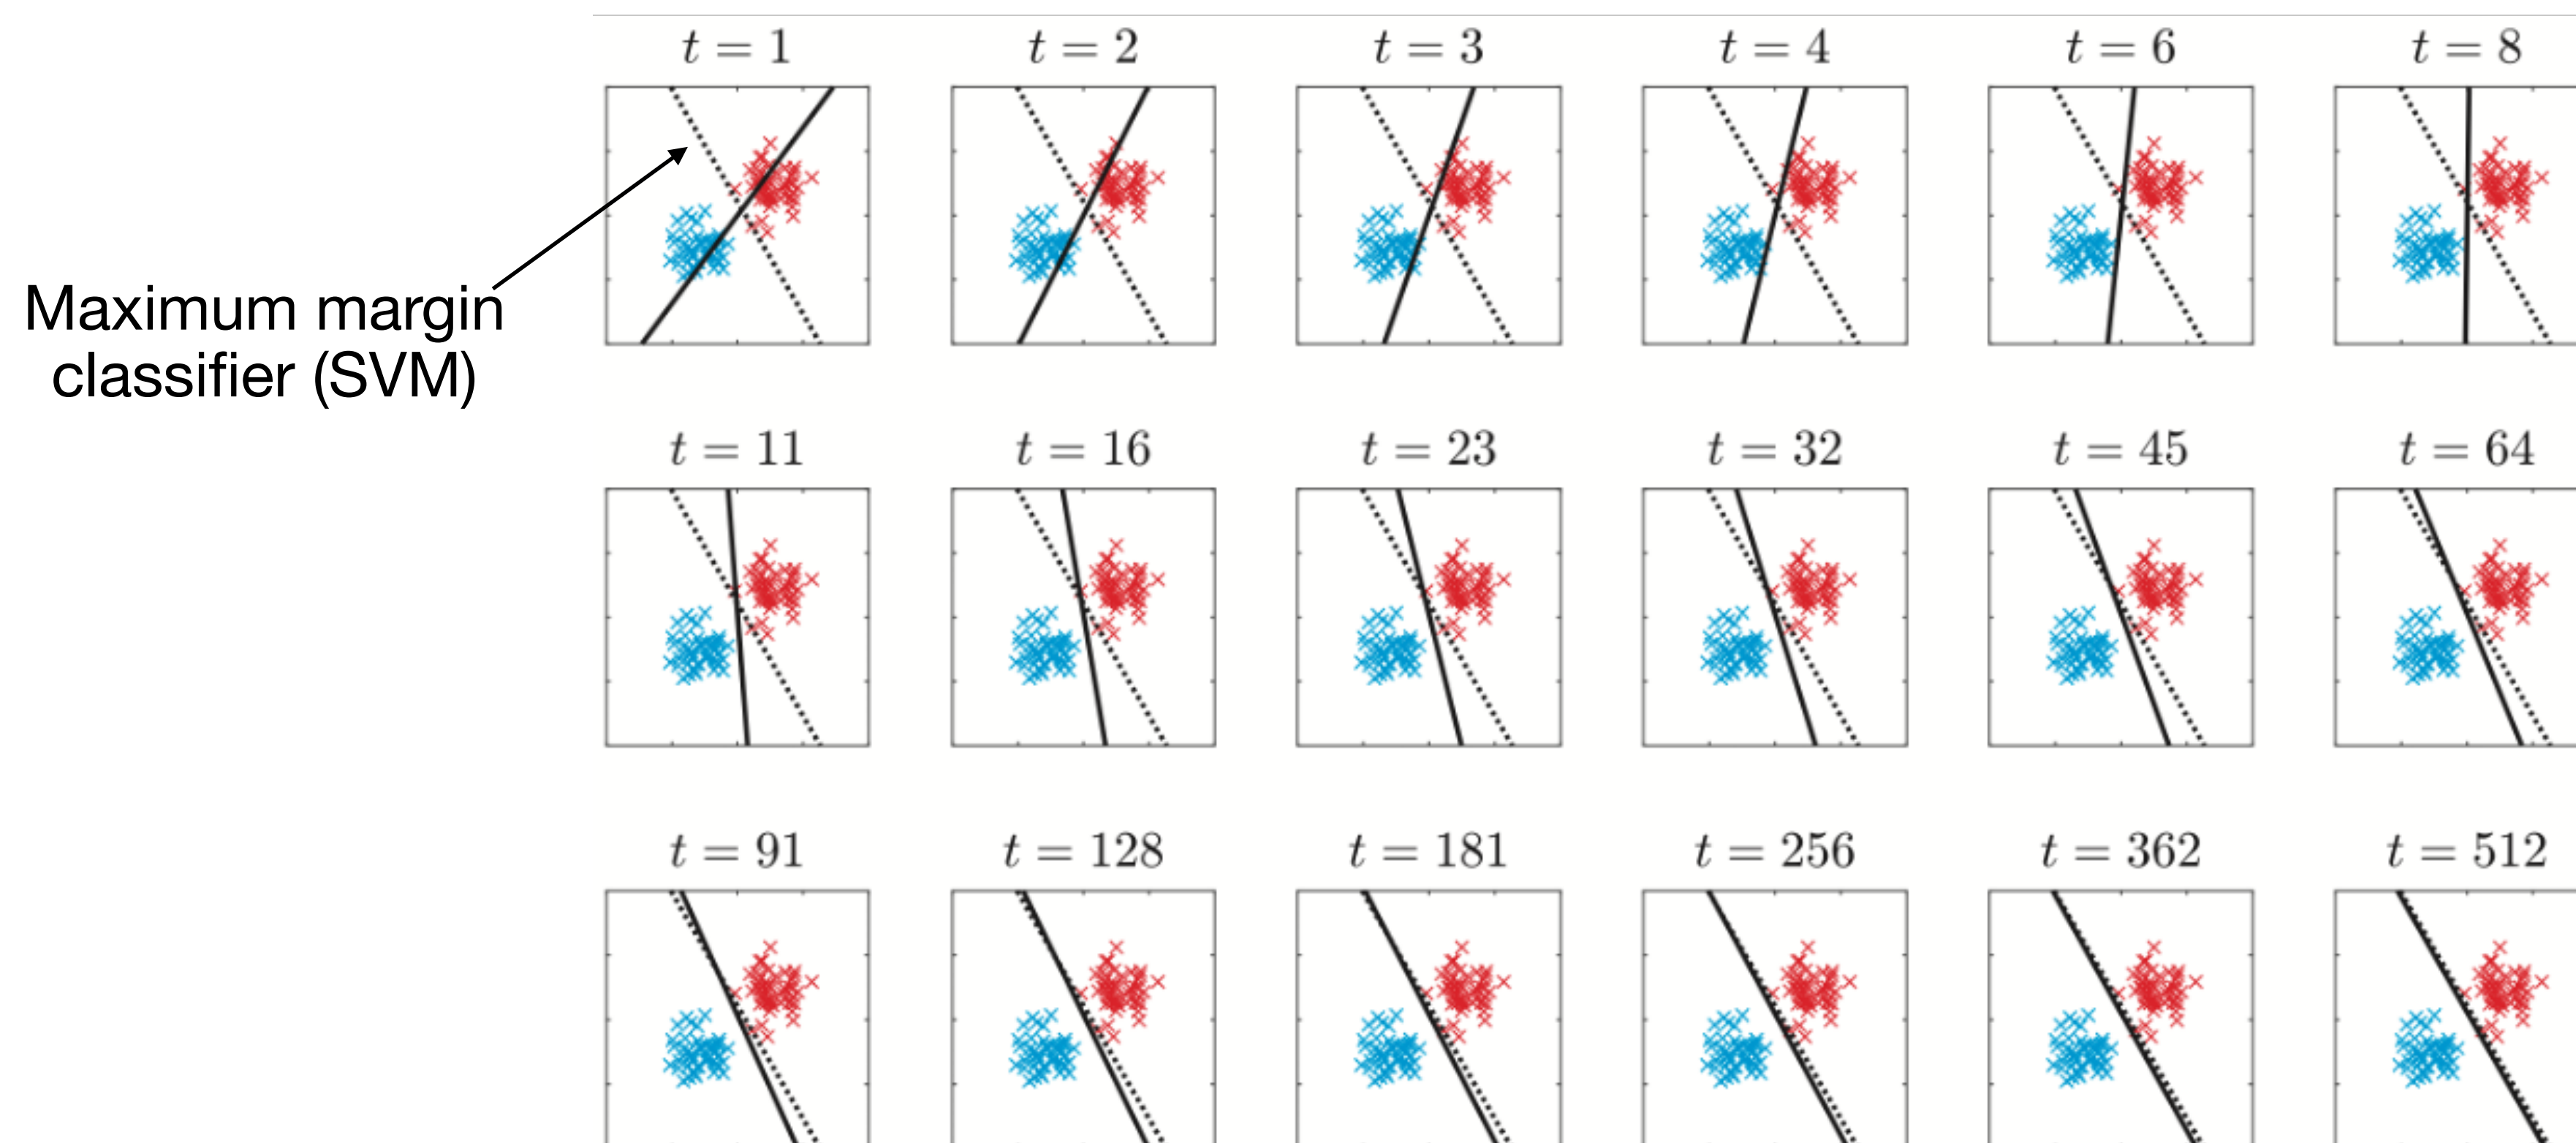 t = 1
t = 2
t = 3
t = 4
t = 6
t = 8
Maximum margin
classifier (SVM)
t = 11
t = 16
t = 23
t = 32
t = 45
t = 64
t = 91
t = 128
t = 181
t = 256
t = 362
t = 512